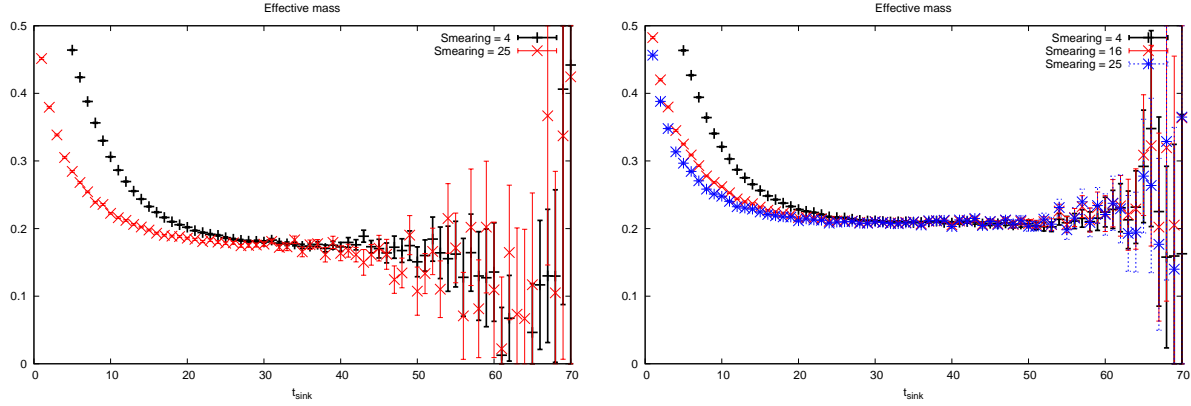 Effective mass
0.5
0.4
0.3
0.2
0.1
0
0 10 20 30 40 50 60 70
t_sink
Smearing = 4
Smearing = 25
Effective mass
0.5
0.4
0.3
0.2
0.1
0
0 10 20 30 40 50 60 70
t_sink
Smearing = 4
Smearing = 16
Smearing = 25